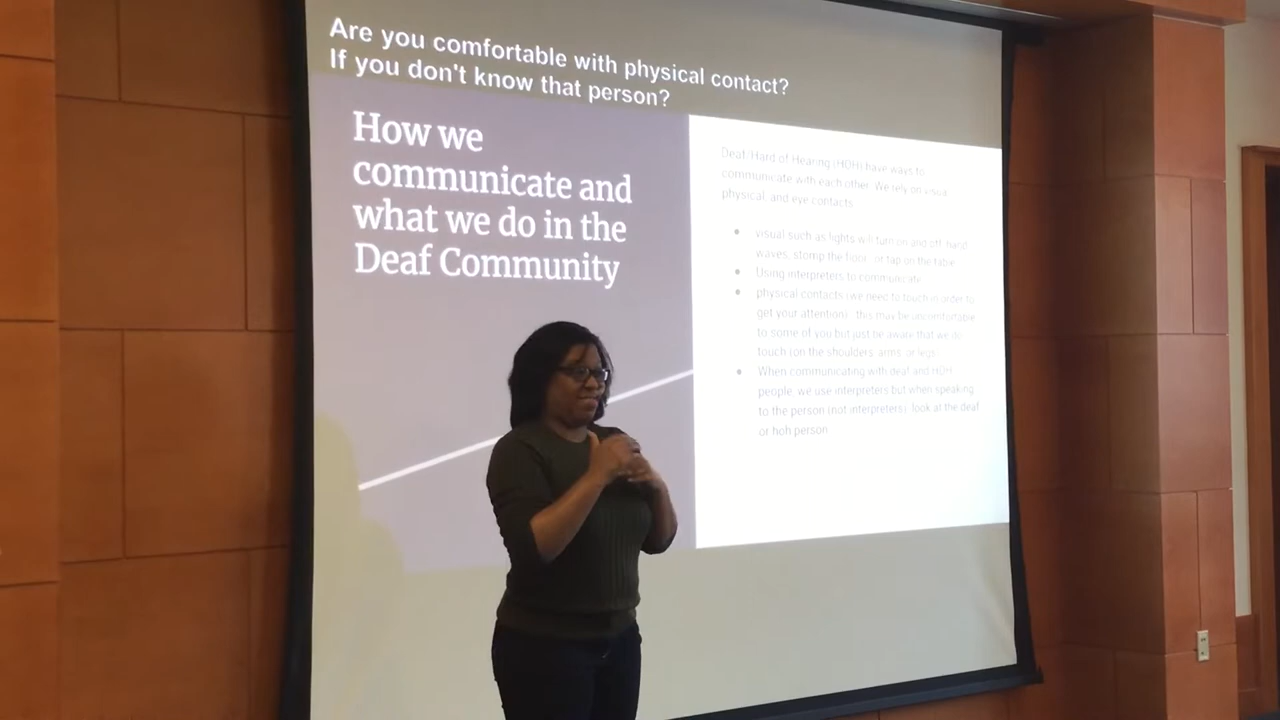 Are you comfortable with physical contact?
If you don't know that person?
How we
communicate and
what we do in the
Deaf Community
Deaf/Hard of Hearing (HOH) have ways to
communicate with each other. We rely on visual,
physical, and eye contacts.
visual such as lights will turn on and off, hand
waves, stomp the floor, or tap on the table
Using interpreters to communicate
physical contacts (we need to touch in order to
get your attention) this may be uncomfortable
to some of you but just be aware that we do
touch (on the shoulders, arms, or legs
When communicating with deaf and HOH
people, we use interpreters but when speaking
to the person (not interpreters), look at the deaf
or hoh person